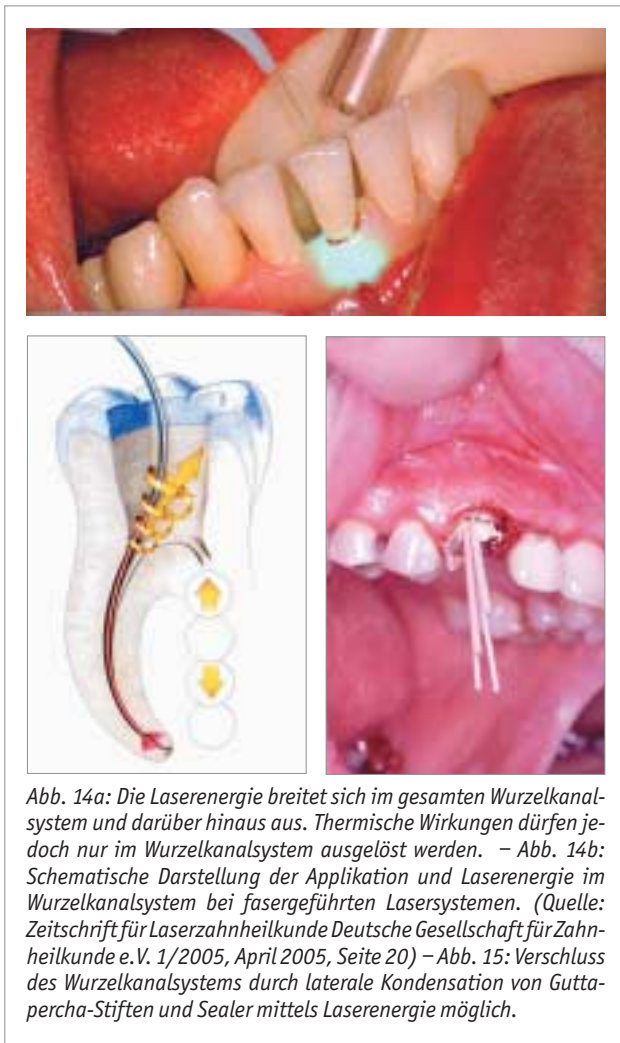 Abb. 14a: Die Laserenergie breitet sich im gesamten Wurzelkanal-
system und darüber hinaus aus. Thermische Wirkungen dürfen je-
doch nur im Wurzelkanalsystem ausgelöst werden. – Abb. 14b:
Schematische Darstellung der Applikation und Laserenergie im
Wurzelkanalsystem bei fasergeführten Lasersystemen. (Quelle:
Zeitschrift für Laserzahnheilkunde Deutsche Gesellschaft für Zahn-
heilkunde e.V. 1/2005, April 2005, Seite 20) – Abb. 15: Verschluss
des Wurzelkanalsystems durch laterale Kondensation von Gutta-
percha-Stiften und Sealer mittels Laserenergie möglich.